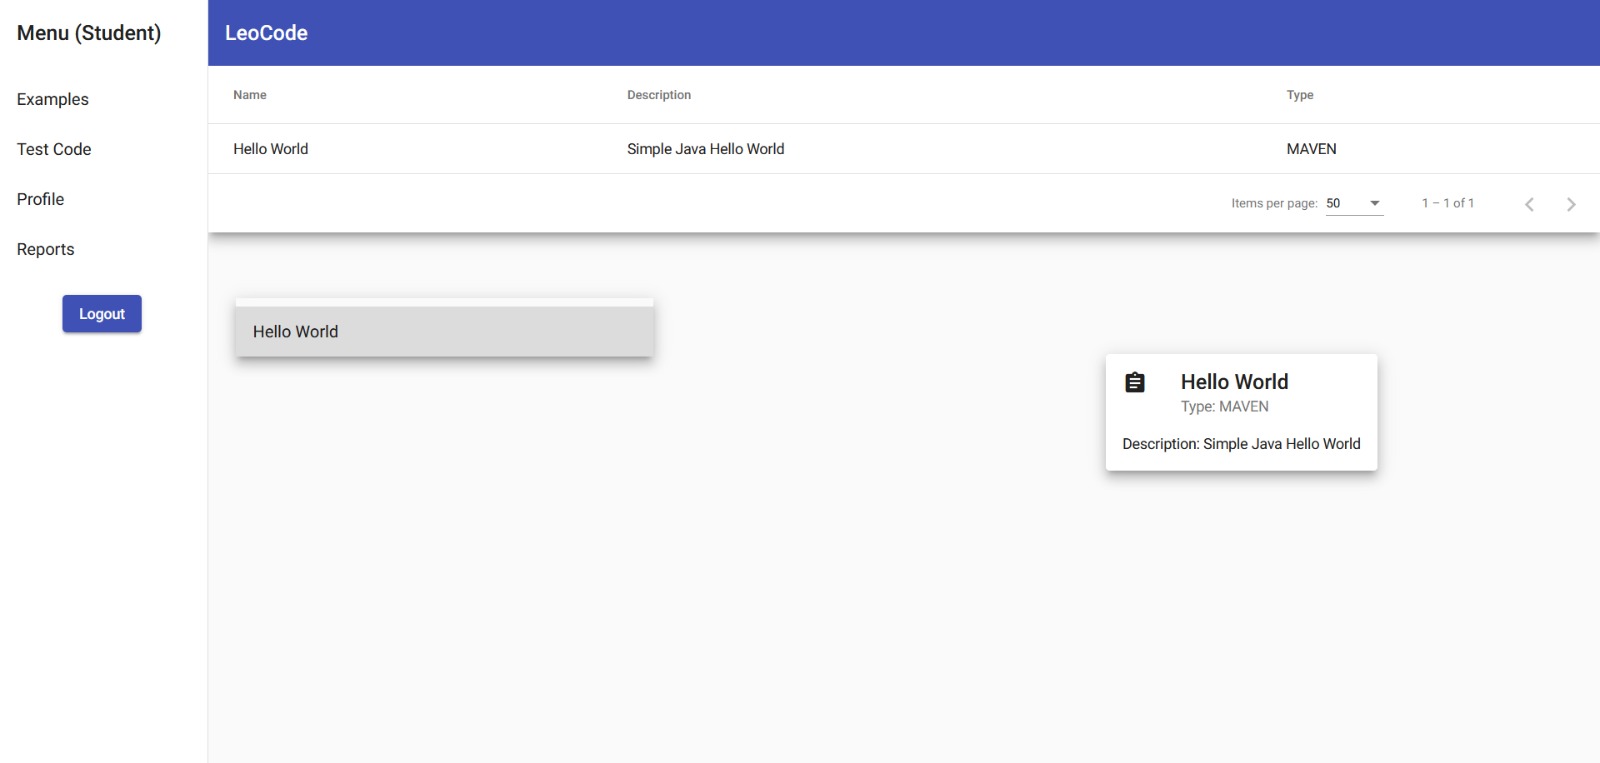 Menu (Student)
Examples
Test Code
Profile
Reports
Logout
LeoCode
Name Description Type
Hello World Simple Java Hello World MAVEN
Items per page: 50 1 – 1 of 1
Hello World
Hello World
Type: MAVEN
Description: Simple Java Hello World